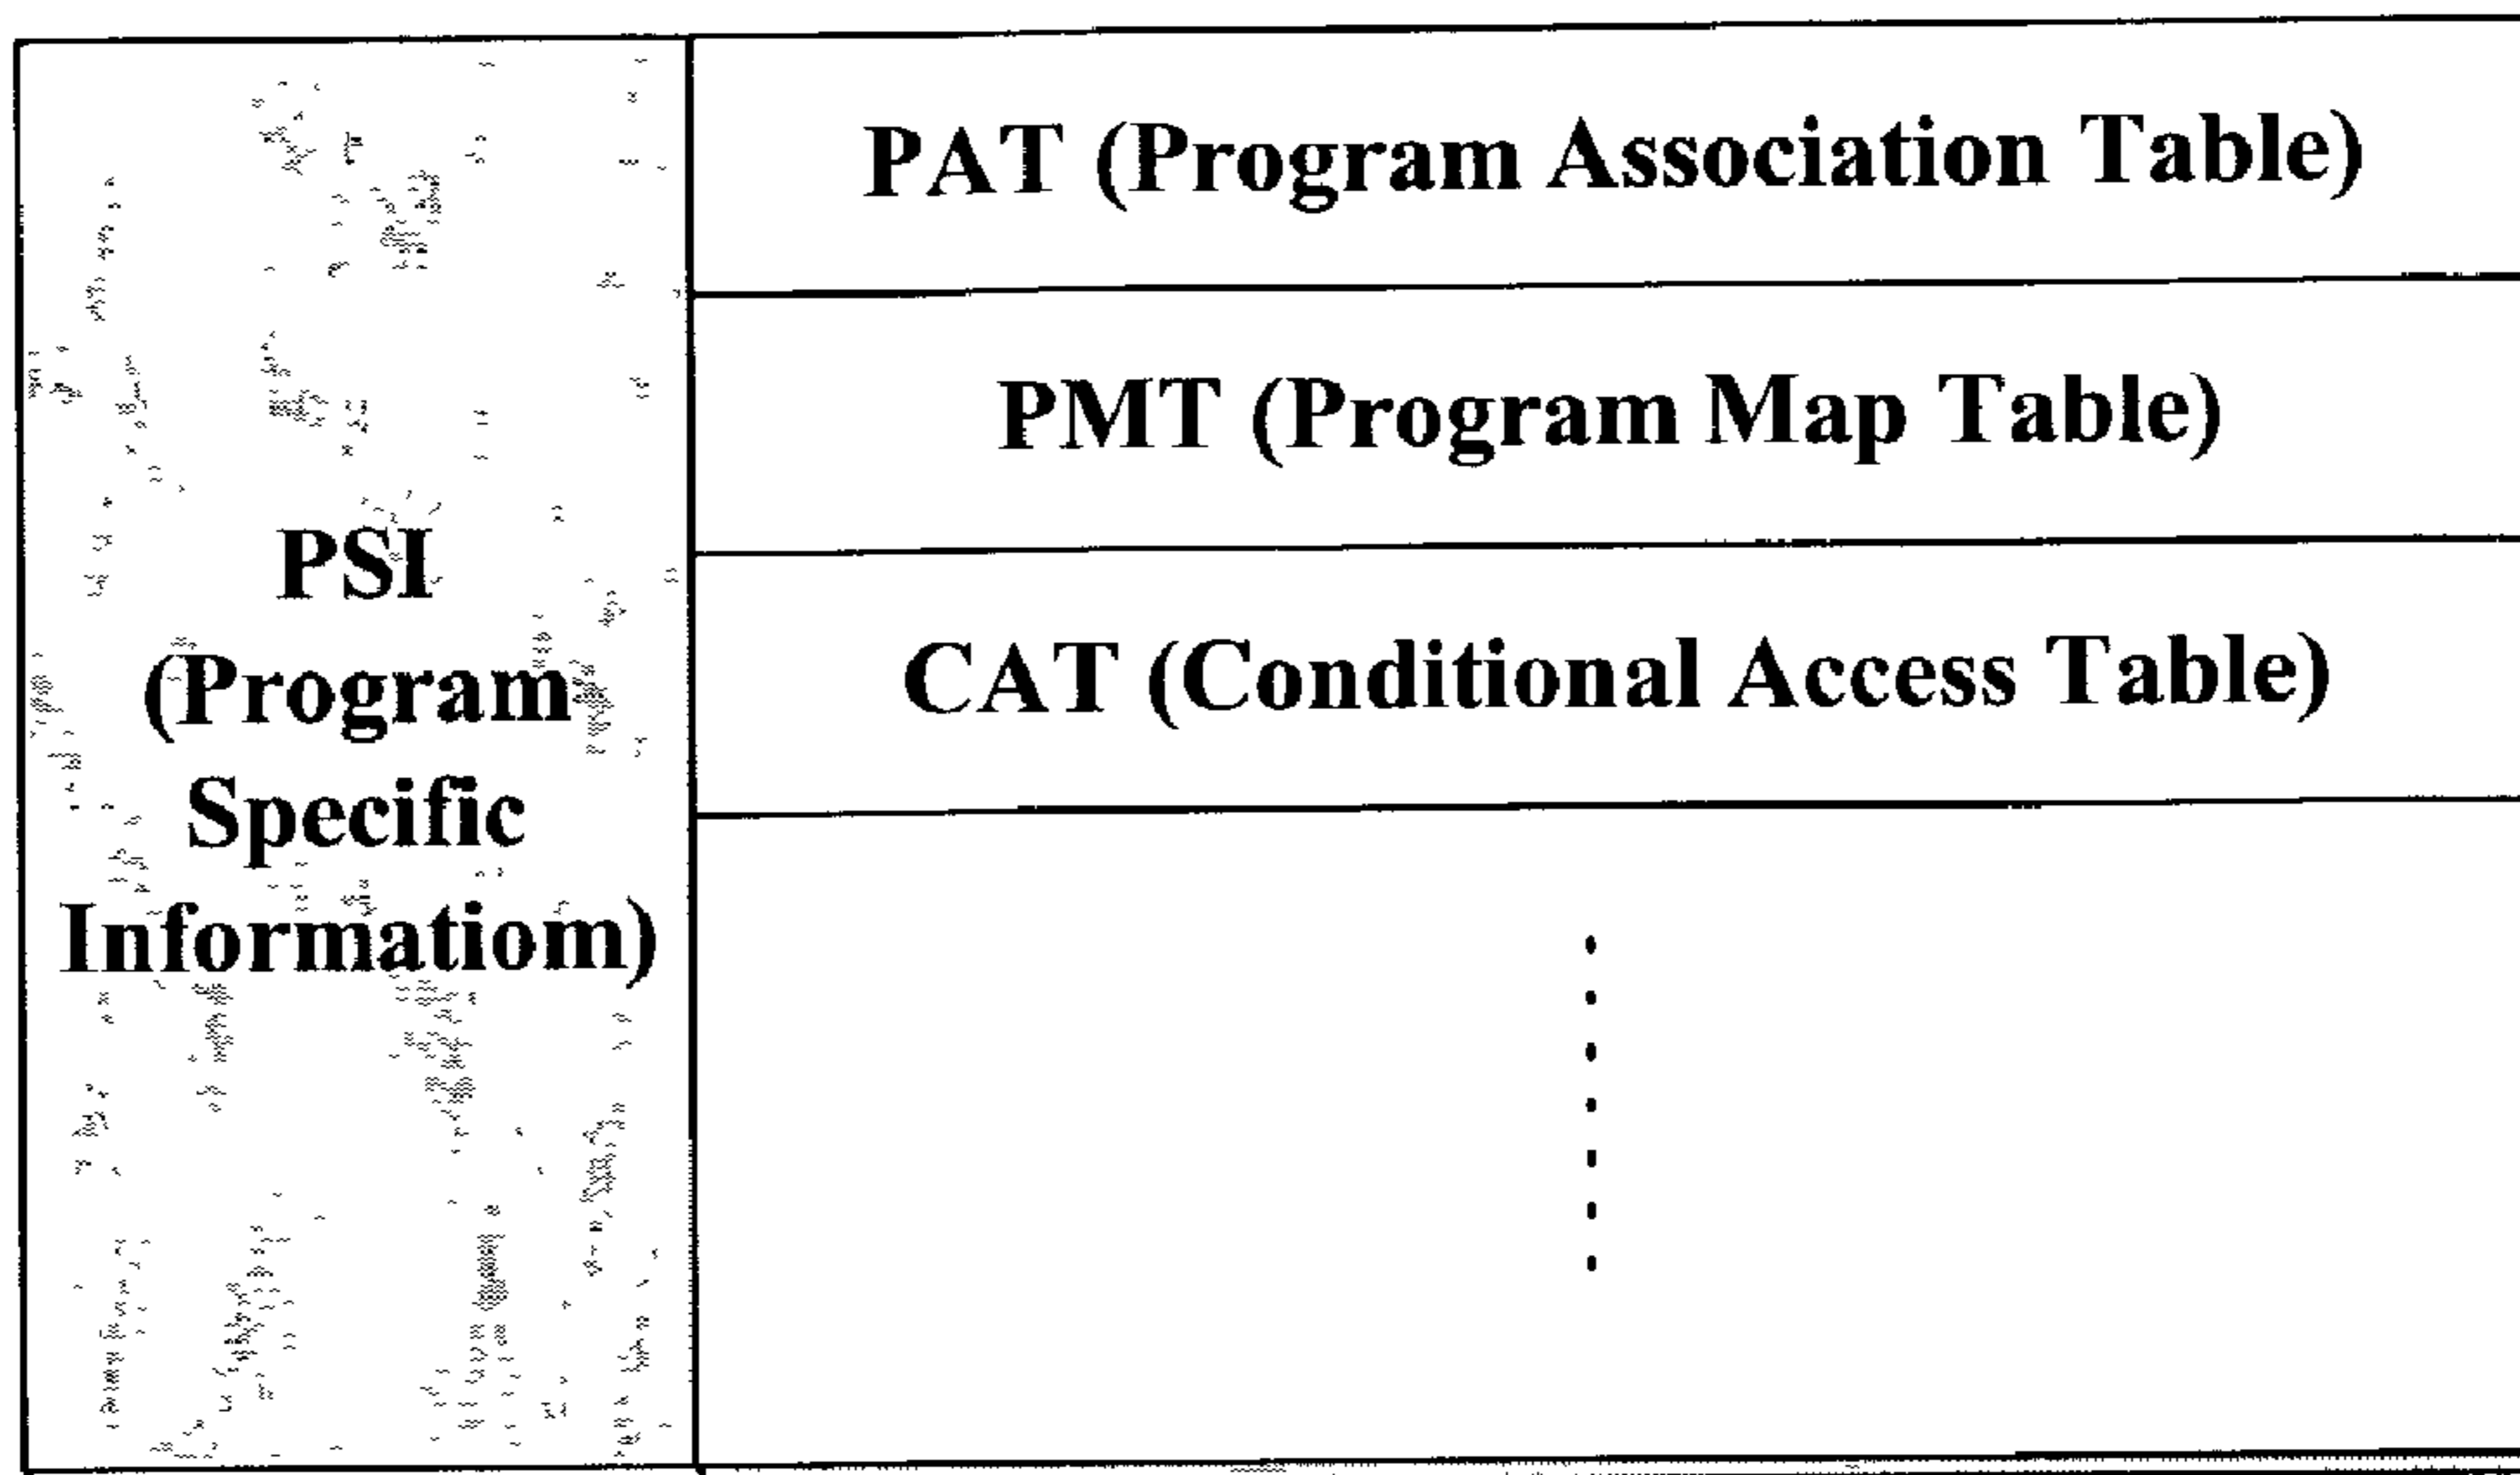 PAT (Program Association Table)
PMT (Program Map Table)
CAT (Conditional Access Table)
PSI
(Program
Specific
Informatiom)